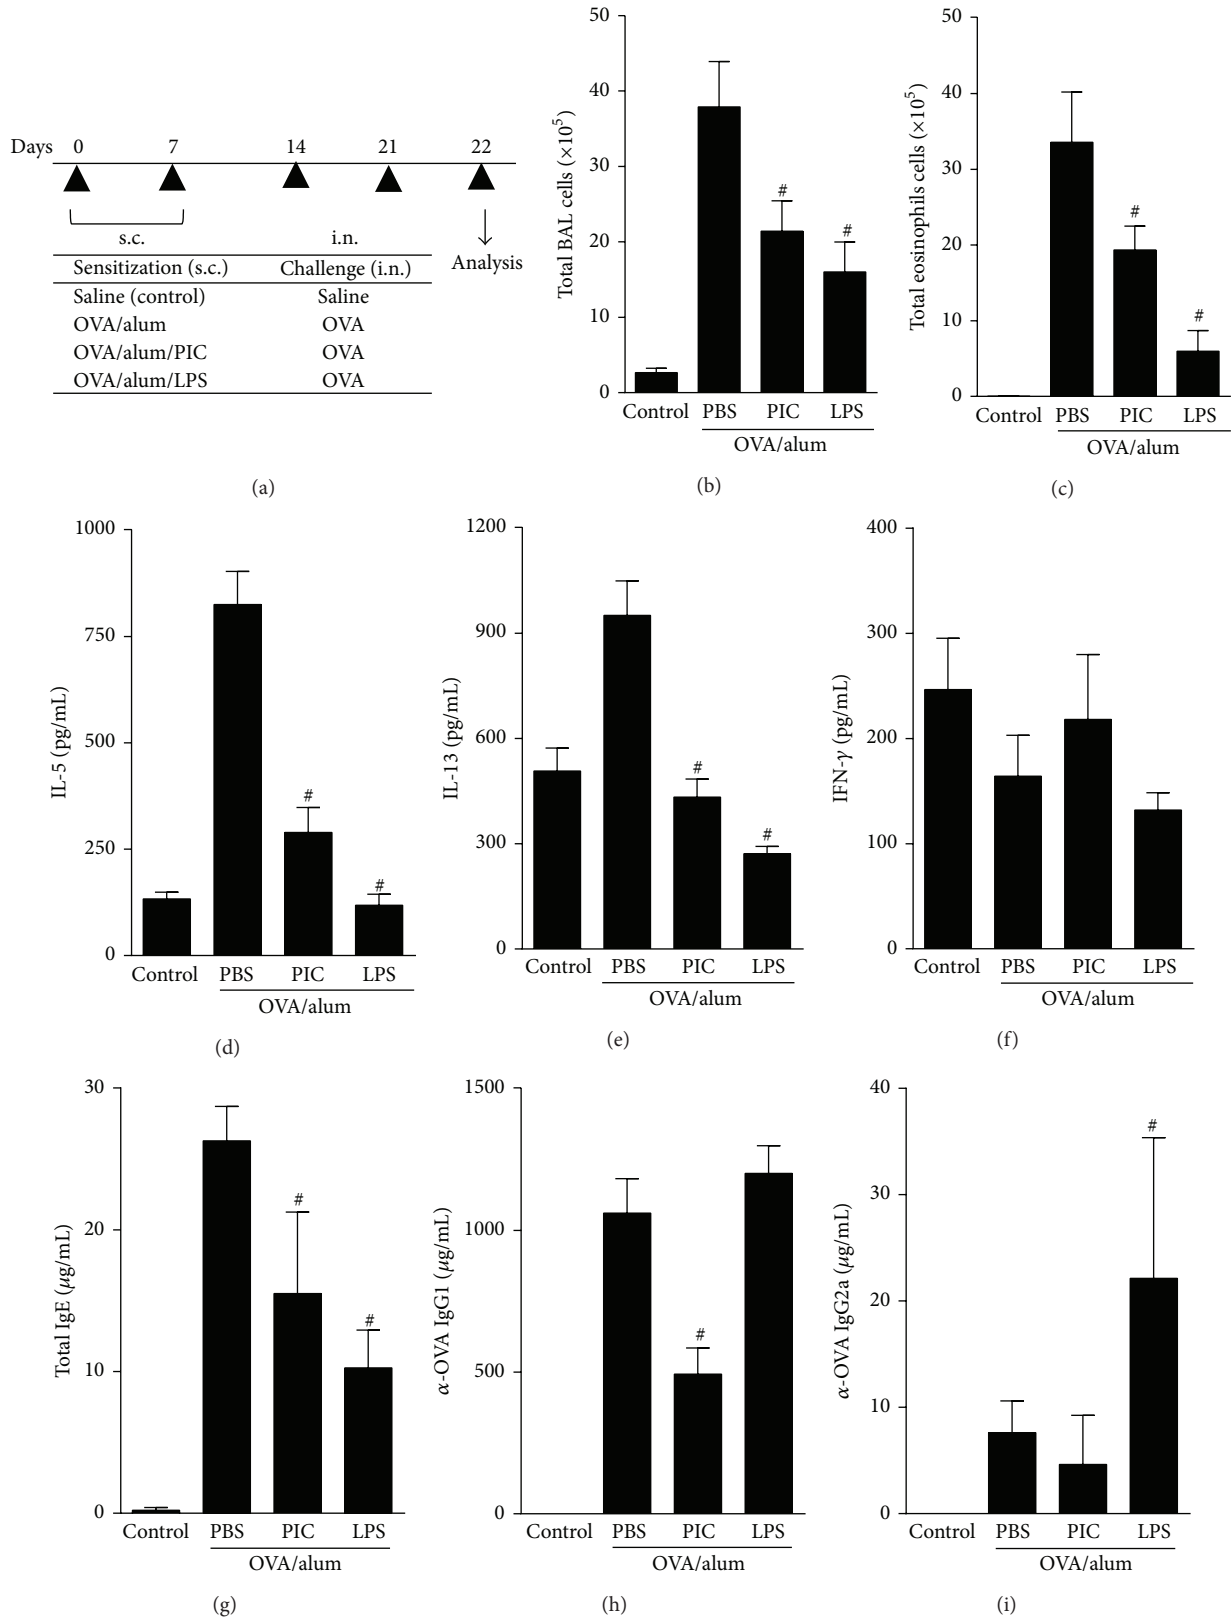 Days 0 7 14 21 22
s.c. i.n.
Sensitization (s.c.) Challenge (i.n.) Analysis
Saline (control) Saline
OVA/alum OVA
OVA/alum/PIC OVA
OVA/alum/LPS OVA
(a)
Total BAL cells (×10⁵)
50
40
30
20
10
0
# #
Control PBS PIC LPS
OVA/alum
(b)
Total eosinophils cells (×10⁵)
50
40
30
20
10
0
# #
Control PBS PIC LPS
OVA/alum
(c)
IL-5 (pg/mL)
1000
750
500
250
0
# #
Control PBS PIC LPS
OVA/alum
(d)
IL-13 (pg/mL)
1200
900
600
300
0
# #
Control PBS PIC LPS
OVA/alum
(e)
IFN-γ (pg/mL)
400
300
200
100
0
Control PBS PIC LPS
OVA/alum
(f)
Total IgE (μg/mL)
30
20
10
0
# #
Control PBS PIC LPS
OVA/alum
(g)
α-OVA IgG1 (μg/mL)
1500
1000
500
0
#
Control PBS PIC LPS
OVA/alum
(h)
α-OVA IgG2a (μg/mL)
40
30
20
10
0
#
Control PBS PIC LPS
OVA/alum
(i)